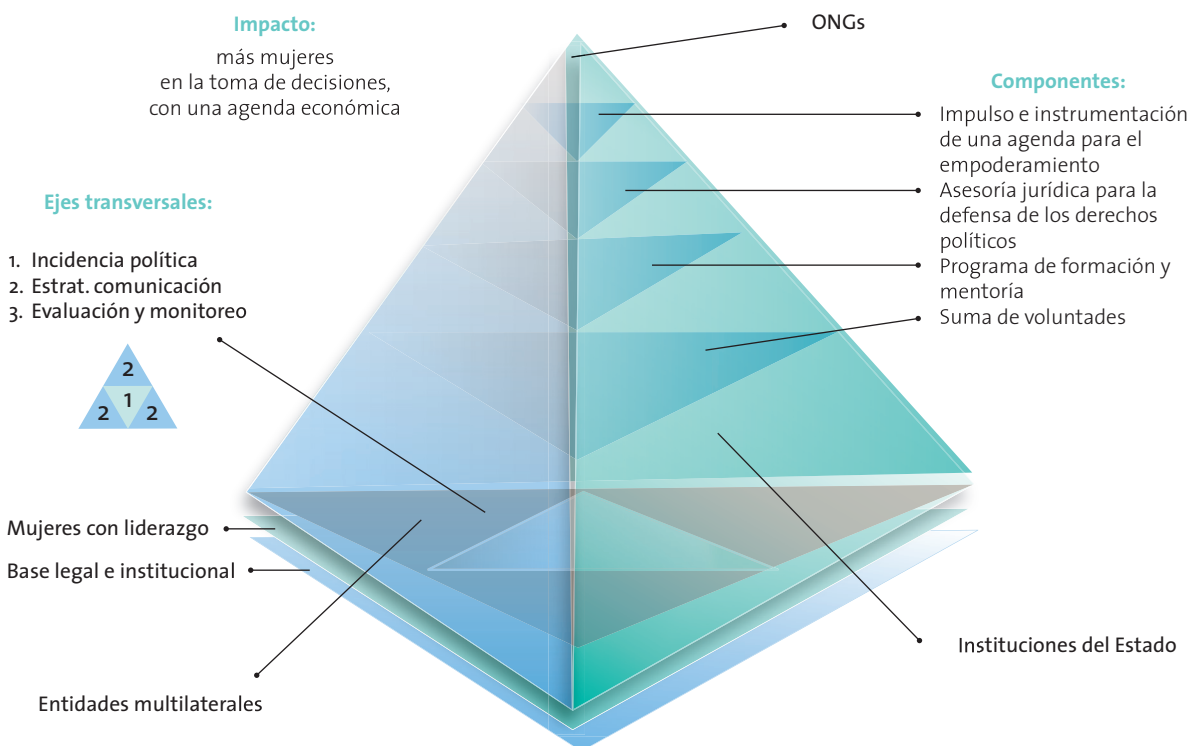 Impacto:
más mujeres
en la toma de decisiones,
con una agenda económica
ONGs
Componentes:
Impulso e instrumentación
de una agenda para el
empoderamiento
Asesoría jurídica para la
defensa de los derechos
políticos
Programa de formación y
mentoría
Suma de voluntades
Ejes transversales:
1. Incidencia política
2. Estrat. comunicación
3. Evaluación y monitoreo
2
2 1 2
Mujeres con liderazgo
Base legal e institucional
Entidades multilaterales
Instituciones del Estado